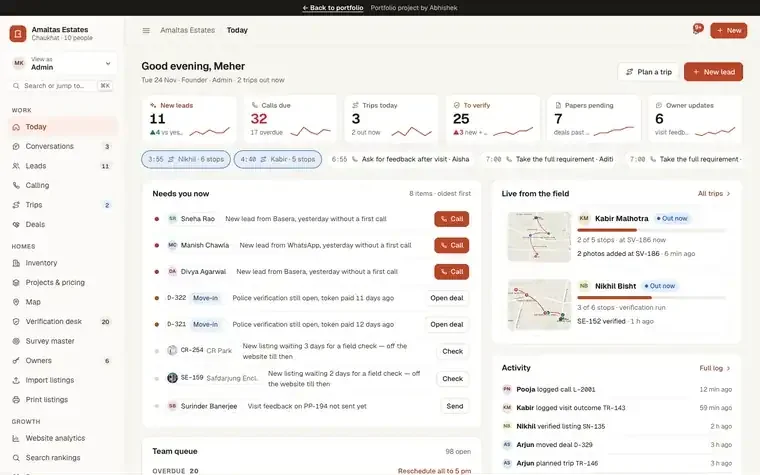 ← Back to portfolio Portfolio project by Abhishek
Amaltas Estates
Chaukhat · 10 people
MK View as
Admin
Search or jump to... ⌘K
WORK
Today
Conversations 3
Leads 11
Calling
Trips 2
Deals
HOMES
Inventory
Projects & pricing
Map
Verification desk 20
Survey master
Owners 6
Import listings
Print listings
GROWTH
Website analytics
Search rankings
Amaltas Estates Today
9+
+ New
Good evening, Meher
Tue 24 Nov · Founder · Admin · 2 trips out now
Plan a trip
+ New lead
New leads
11
▲4 vs yes...
Calls due
32
17 overdue
Trips today
3
2 out now
To verify
25
▲3 new + ...
Papers pending
7
deals past ...
Owner updates
6
visit feedb...
3:55 Nikhil · 6 stops
4:40 Kabir · 5 stops
6:55 Ask for feedback after visit · Aisha
7:00 Take the full requirement · Aditi
7:00 Take the full requirement ·
Needs you now 8 items · oldest first
SR Sneha Rao New lead from Basera, yesterday without a first call Call
MC Manish Chawla New lead from WhatsApp, yesterday without a first call Call
DA Divya Agarwal New lead from Basera, yesterday without a first call Call
D-322 Move-in Police verification still open, token paid 11 days ago Open deal
D-321 Move-in Police verification still open, token paid 12 days ago Open deal
CR-254 CR Park New listing waiting 3 days for a field check — off the website till then Check
SE-159 Safdarjung Encl. New listing waiting 2 days for a field check — off the website till then Check
SB Surinder Banerjee Visit feedback on PP-194 not sent yet Send
Team queue 98 open
OVERDUE 20 Reschedule all to 5 pm
Live from the field All trips
KM Kabir Malhotra Out now
2 of 5 stops · at SV-186 now
2 photos added at SV-186 · 6 min ago
NB Nikhil Bisht Out now
3 of 6 stops · verification run
SE-152 verified · 1 h ago
Activity Full log
PN Pooja logged call L-2001 12 min ago
KM Kabir logged visit outcome TR-143 59 min ago
NB Nikhil verified listing SN-135 2 h ago
AS Arjun moved deal D-329 3 h ago
AS Arjun planned trip TR-146 3 h ago